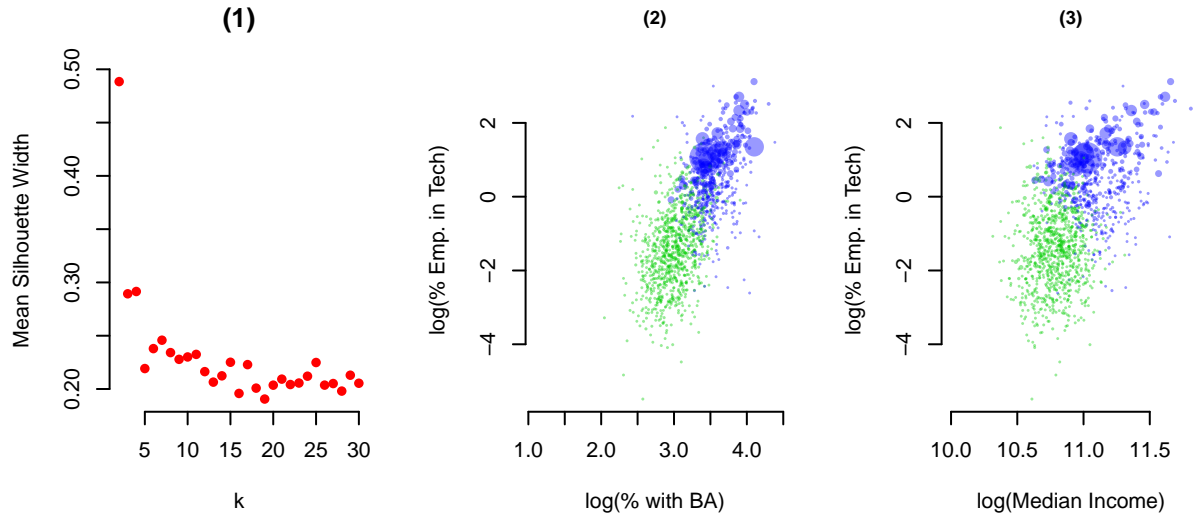 (1)
Mean Silhouette Width
0.50
0.40
0.30
0.20
5 10 15 20 25 30
k
(2)
log(% Emp. in Tech)
2
0
−2
−4
1.0 2.0 3.0 4.0
log(% with BA)
(3)
log(% Emp. in Tech)
2
0
−2
−4
10.0 10.5 11.0 11.5
log(Median Income)